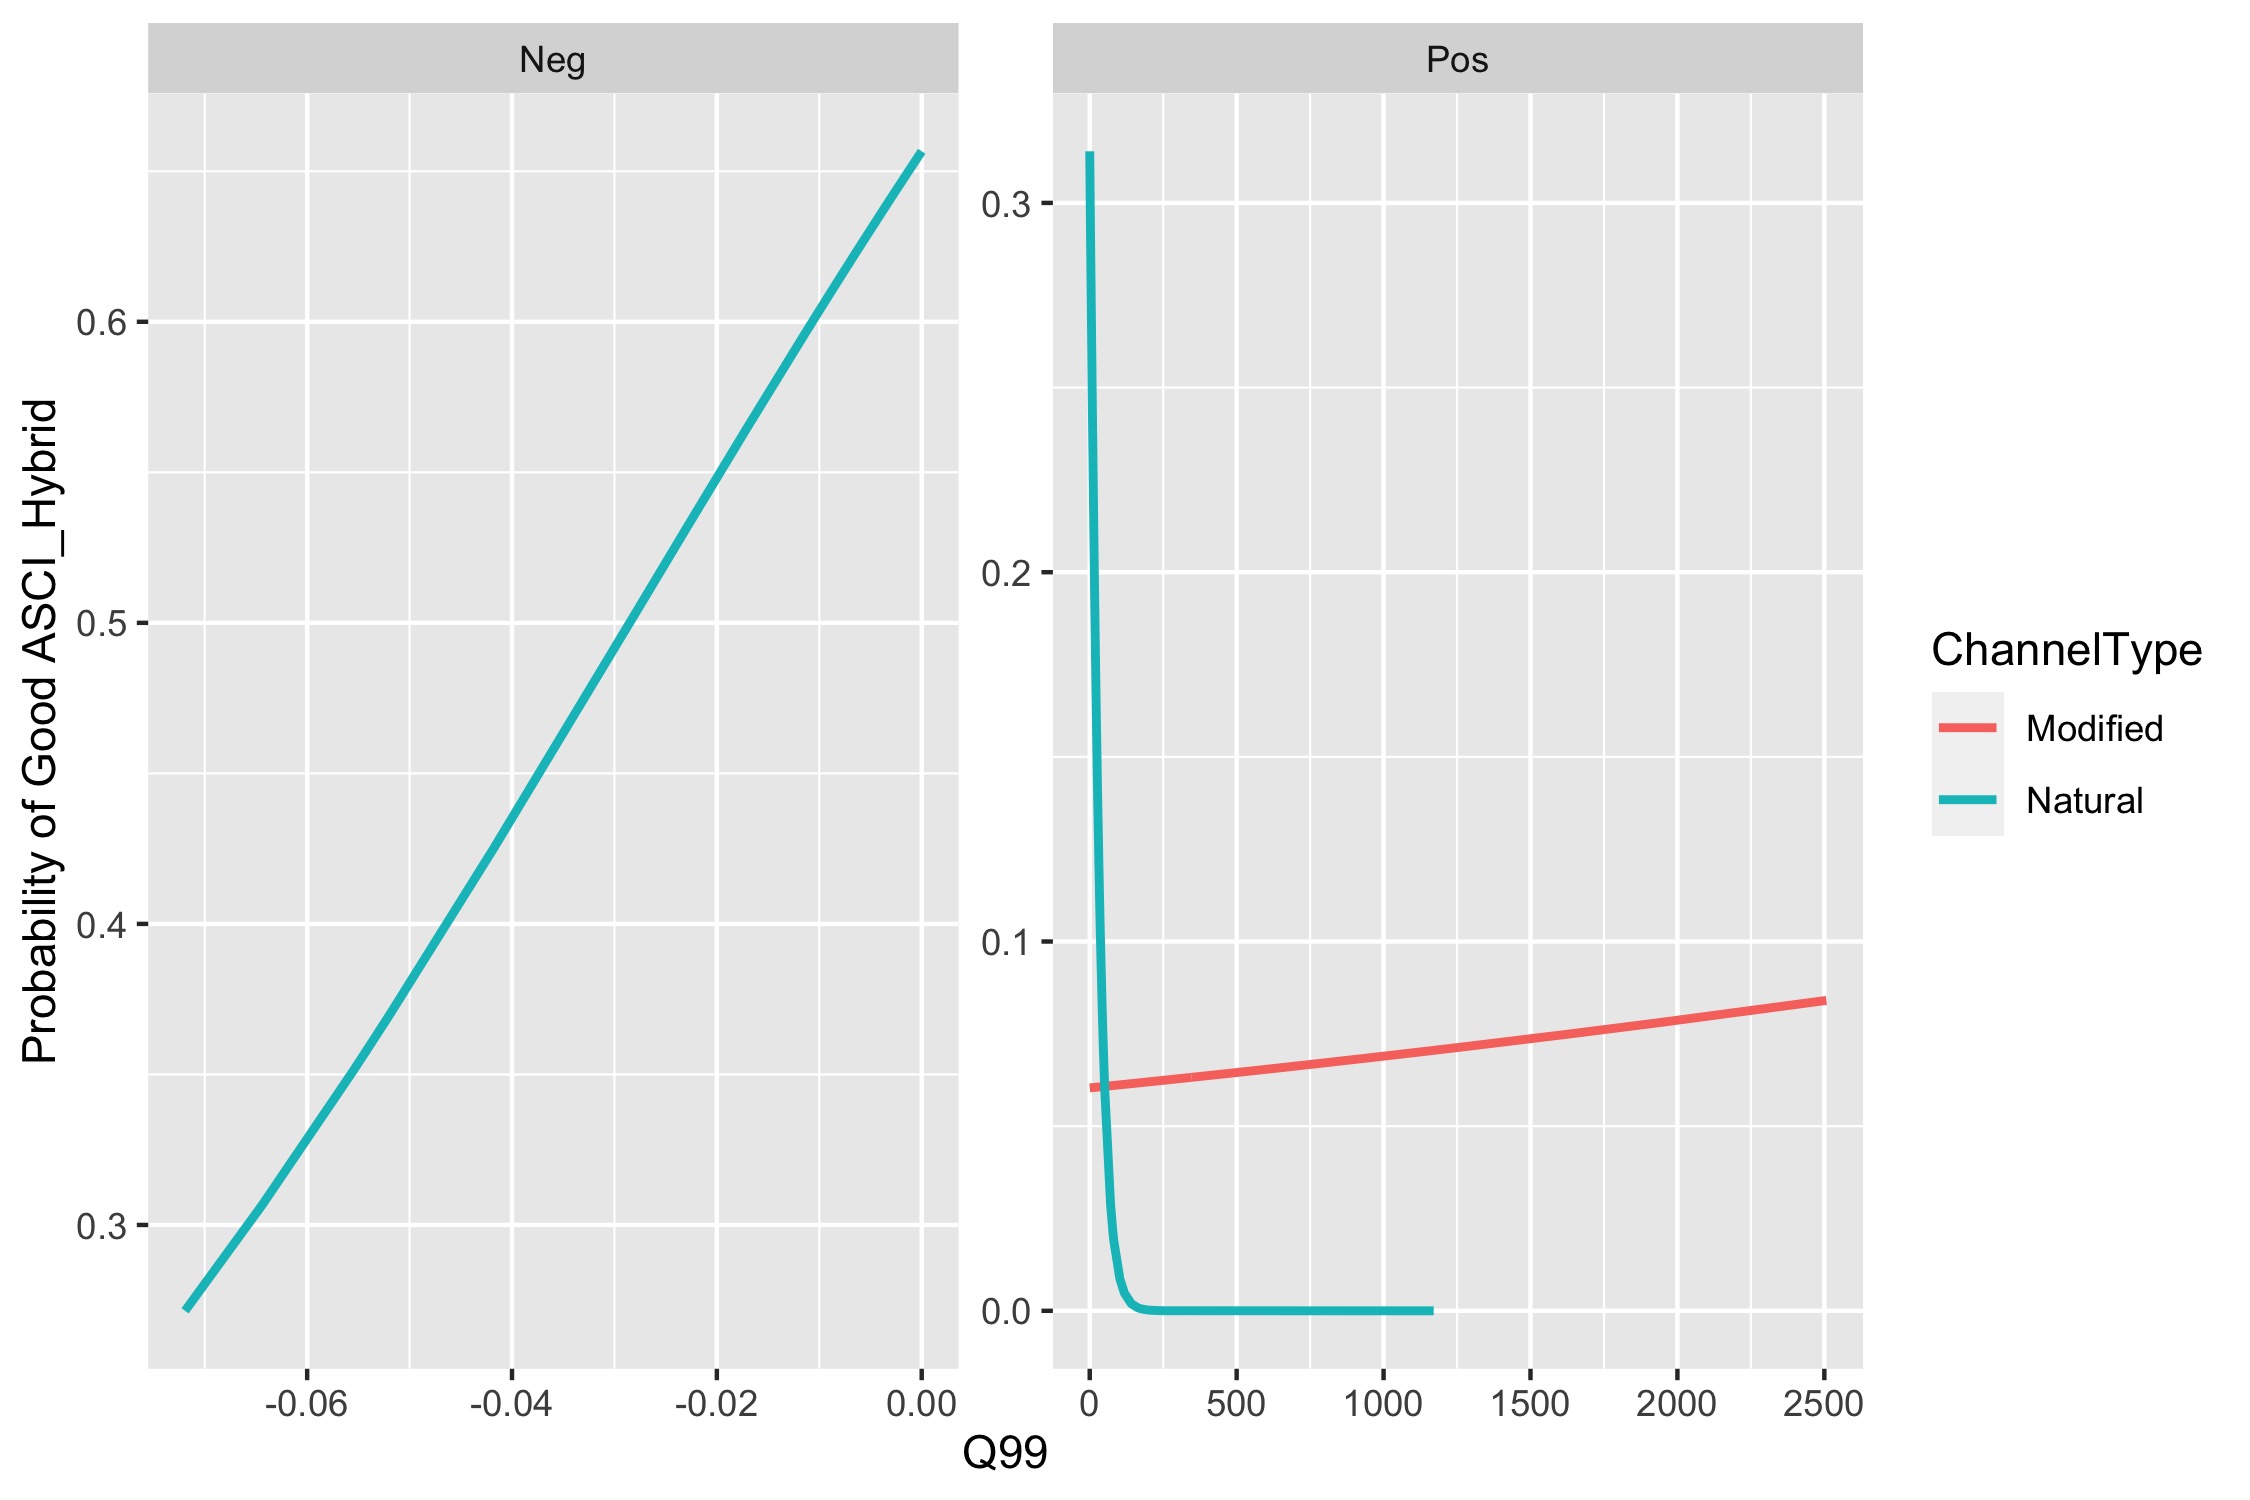 Neg
Pos
Probability of Good ASCI_Hybrid
0.6
0.5
0.4
0.3
0.3
0.2
0.1
0.0
-0.06 -0.04 -0.02 0.00
0 500 1000 1500 2000 2500
Q99
ChannelType
Modified
Natural